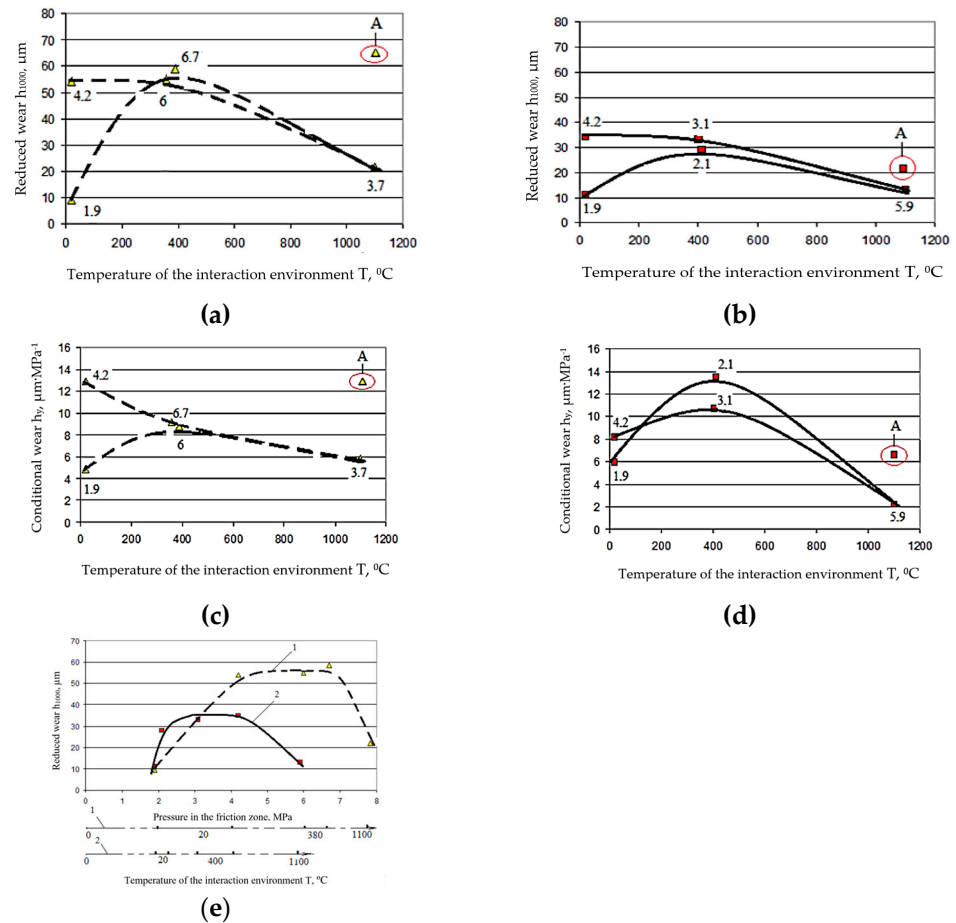 80
70
60
50
40
30
20
10
0
Reduced wear h1000, μm
A
6.7
4.2
6
1.9
3.7
0 200 400 600 800 1000 1200
Temperature of the interaction environment T, ⁰C
(a)
80
70
60
50
40
30
20
10
0
Reduced wear h1000, μm
4.2
3.1
A
2.1
1.9
5.9
0 200 400 600 800 1000 1200
Temperature of the interaction environment T, ⁰C
(b)
16
14
12
10
8
6
4
2
0
Conditional wear hy, μm·MPa⁻¹
A
4.2
6.7
6
1.9
3.7
0 200 400 600 800 1000 1200
Temperature of the interaction environment T, ⁰C
(c)
16
14
12
10
8
6
4
2
0
Conditional wear hy, μm·MPa⁻¹
2.1
3.1
4.2
A
1.9
5.9
0 200 400 600 800 1000 1200
Temperature of the interaction environment T, ⁰C
(d)
70
60
50
40
30
20
10
0
Reduced wear h1000, μm
1
2
0 1 2 3 4 5 6 7 8
Pressure in the friction zone. MPa
1
0 20 380 1100
2
0 20 400 1100
Temperature of the interaction environment T, ⁰C
(e)